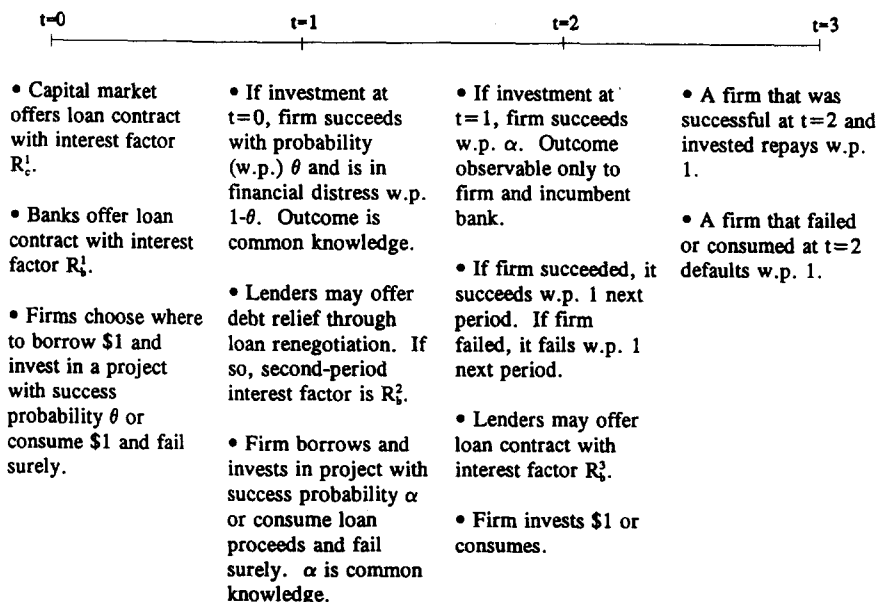 t=0 t=1 t=2 t=3
• Capital market
offers loan contract
with interest factor
R¹c.
• Banks offer loan
contract with interest
factor R¹b.
• Firms choose where
to borrow $1 and
invest in a project
with success
probability θ or
consume $1 and fail
surely.
• If investment at
t=0, firm succeeds
with probability
(w.p.) θ and is in
financial distress w.p.
1-θ. Outcome is
common knowledge.
• Lenders may offer
debt relief through
loan renegotiation. If
so, second-period
interest factor is R²b.
• Firm borrows and
invests in project with
success probability α
or consume loan
proceeds and fail
surely. α is common
knowledge.
• If investment at
t=1, firm succeeds
w.p. α. Outcome
observable only to
firm and incumbent
bank.
• If firm succeeded, it
succeeds w.p. 1 next
period. If firm
failed, it fails w.p. 1
next period.
• Lenders may offer
loan contract with
interest factor R³b.
• Firm invests $1 or
consumes.
• A firm that was
successful at t=2 and
invested repays w.p.
1.
• A firm that failed
or consumed at t=2
defaults w.p. 1.